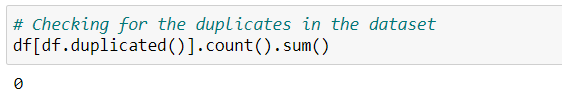 # Checking for the duplicates in the dataset
df[df.duplicated()].count().sum()
0